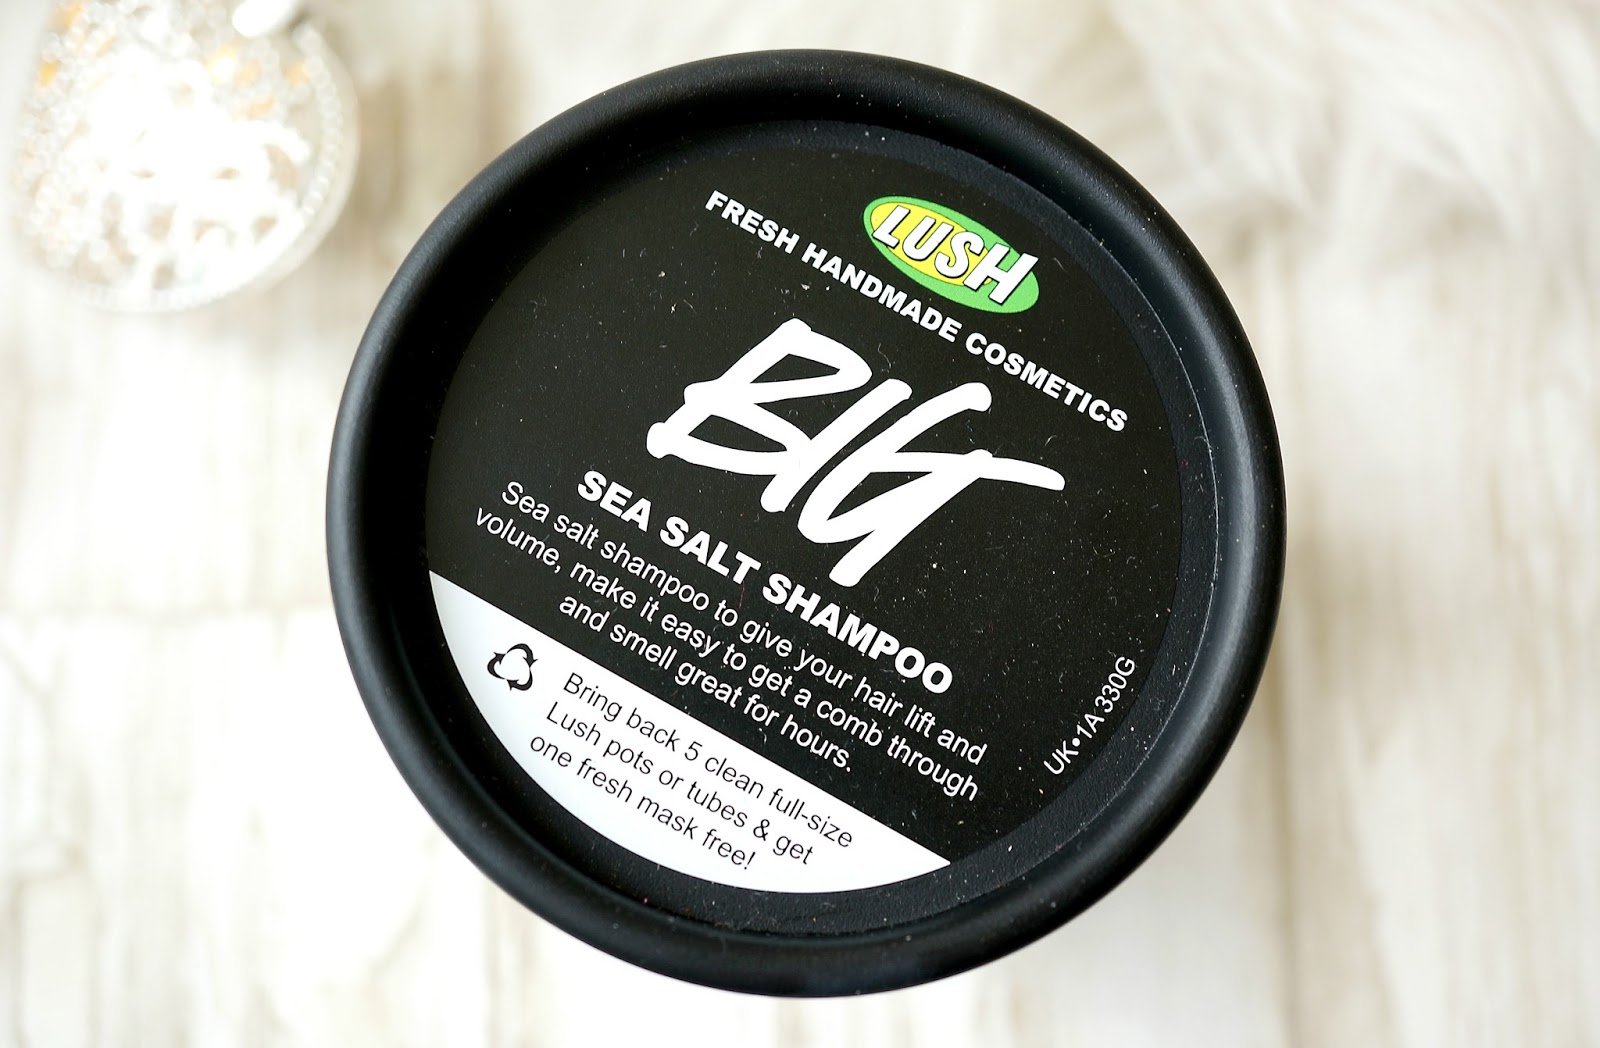 LUSH
FRESH HANDMADE COSMETICS
BIG
SEA SALT SHAMPOO
Sea salt shampoo to give your hair lift and
volume, make it easy to get a comb through
and smell great for hours.
UK•1A 330G
Bring back 5 clean full-size
Lush pots or tubes & get
one fresh mask free!